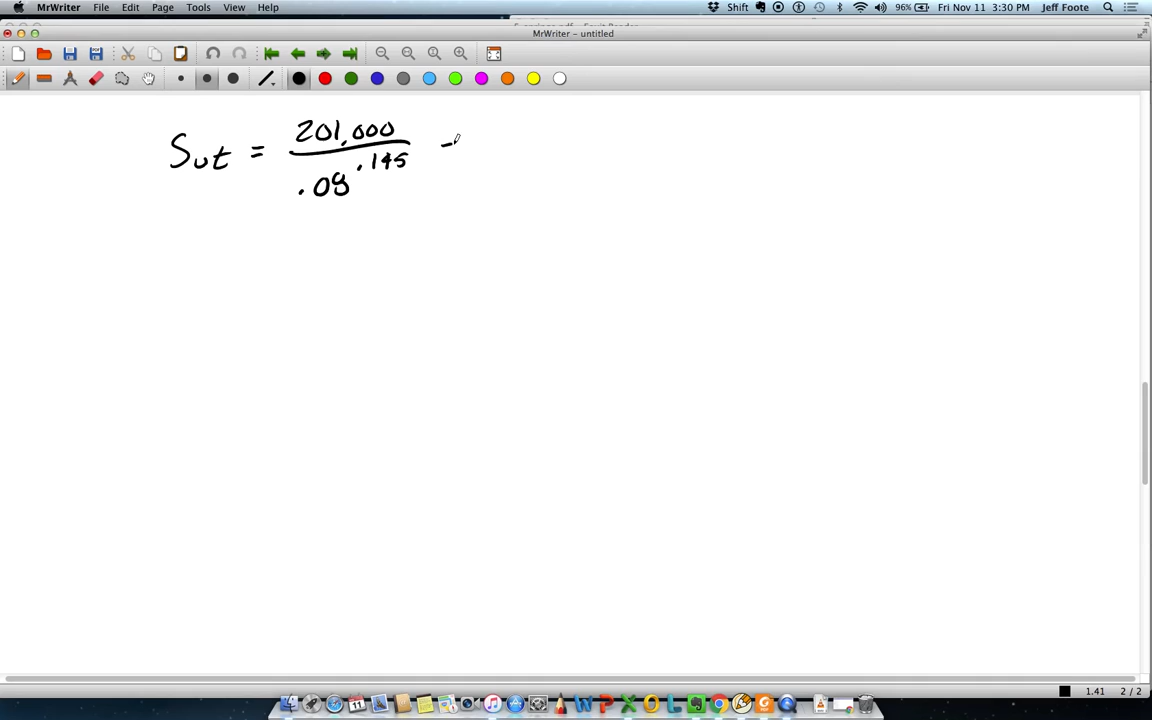 MrWriter File Edit Page Tools View Help Shift 96% Fri Nov 11 3:30 PM Jeff Foote
MrWriter – untitled
Sut = 201,000 / .08^.145 -
1.41 2 / 2